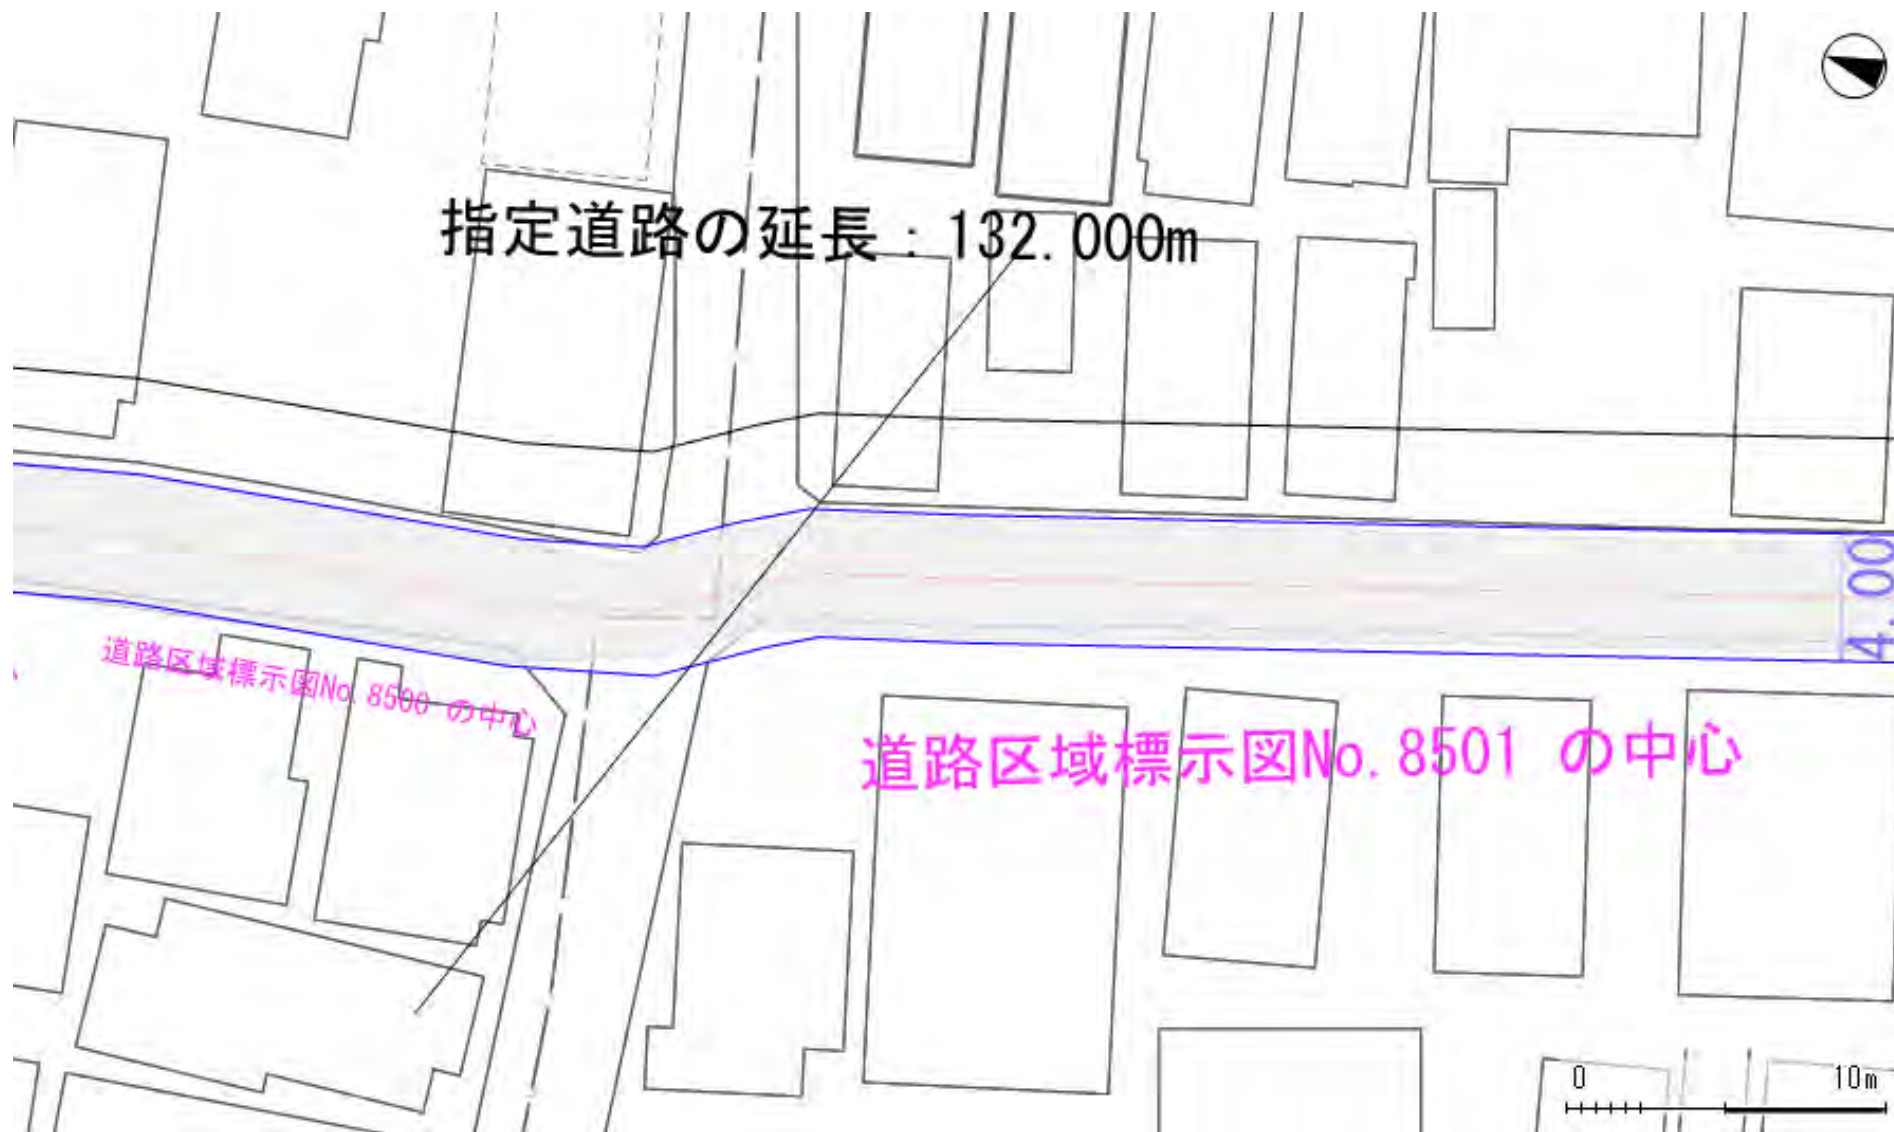 指定道路の延長：132.000m
4.00
道路区域標示図No.8500 の中心
道路区域標示図No.8501 の中心
0 10m